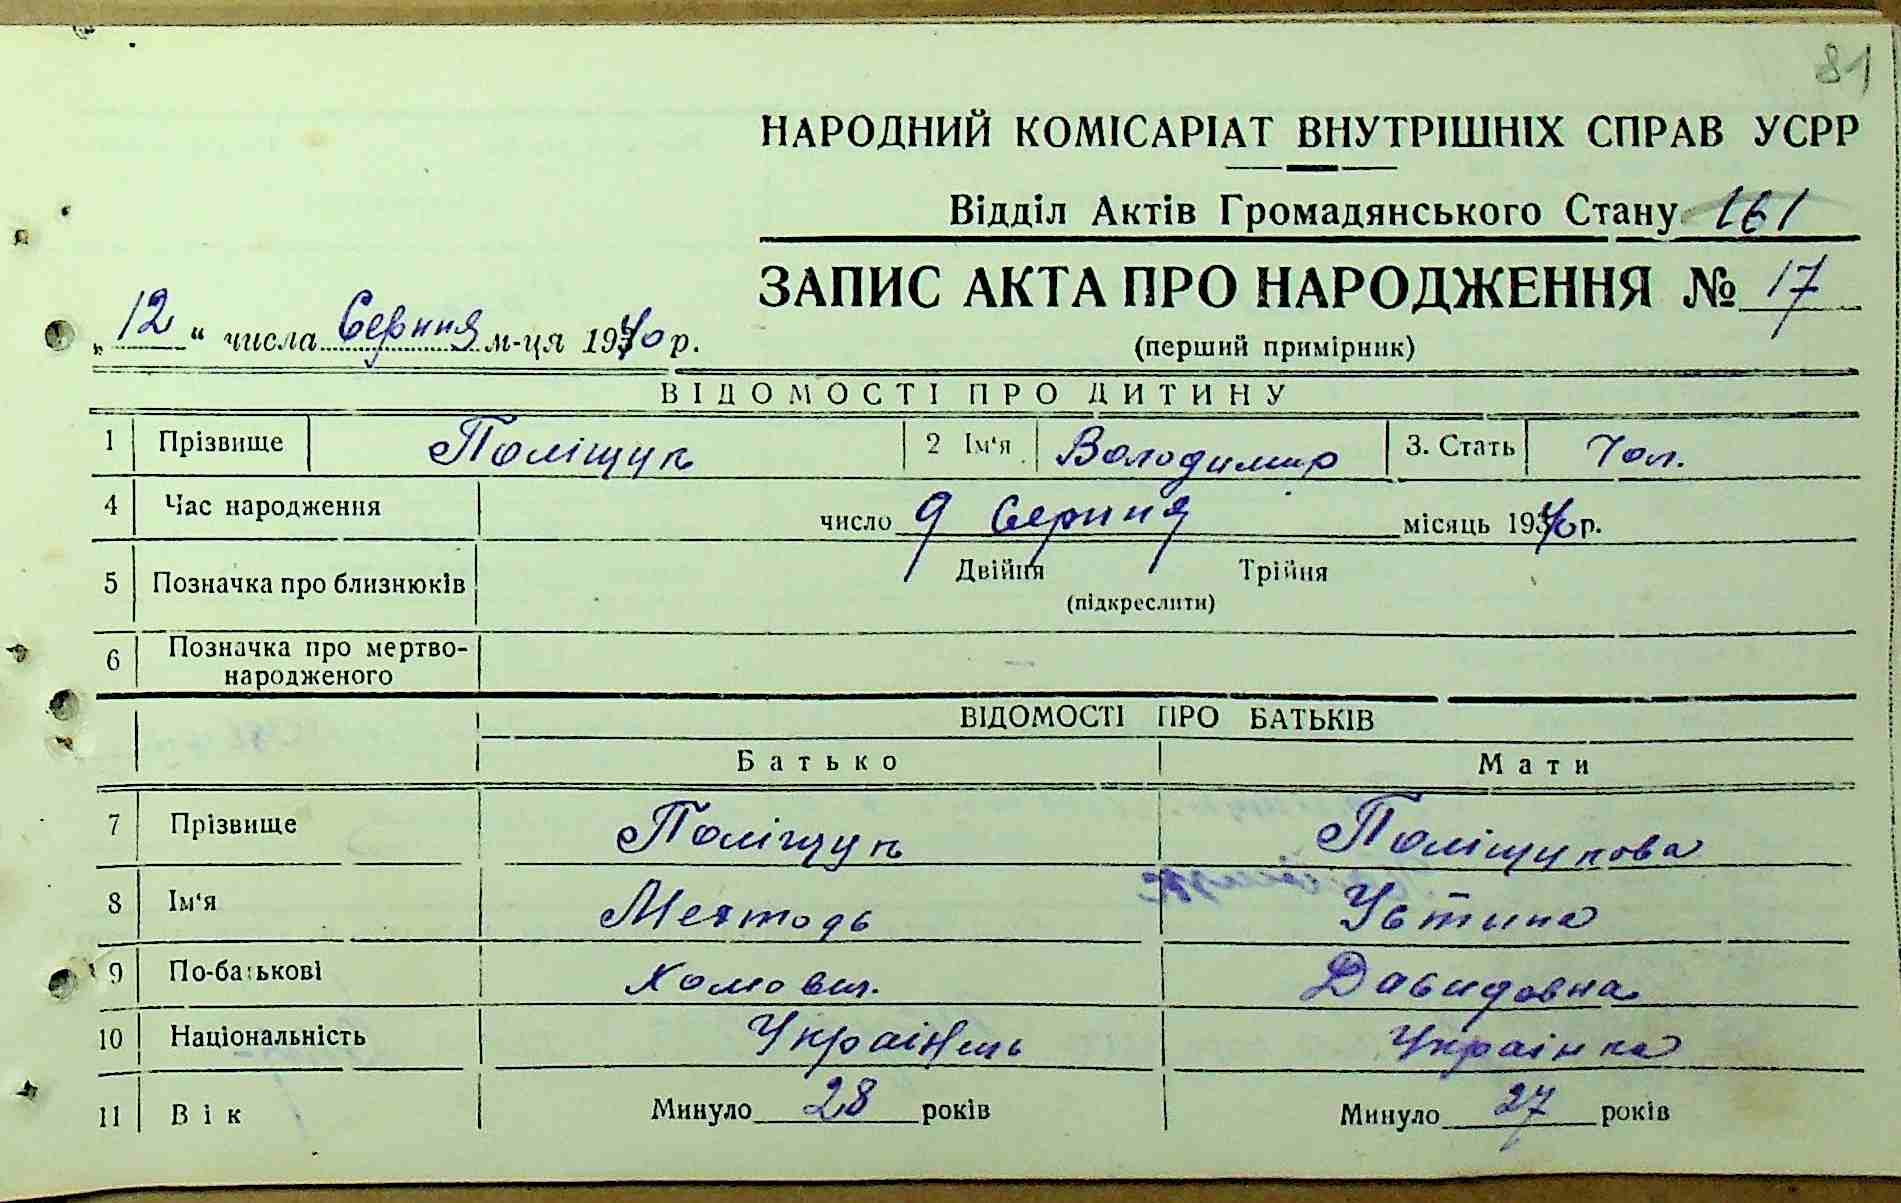 81
НАРОДНИЙ КОМІСАРІАТ ВНУТРІШНІХ СПРАВ УСРР
Відділ Актів Громадянського Стану 161
ЗАПИС АКТА ПРО НАРОДЖЕННЯ № 17
„12“ числа Серпня м-ця 1940 р.
(перший примірник)
ВІДОМОСТІ ПРО ДИТИНУ
1 Прізвище Поліщук 2 Ім'я Володимир 3. Стать Чол.
4 Час народження число 9 Серпня місяць 1940 р.
5 Позначка про близнюків Двійня Трійня
(підкреслити)
6 Позначка про мертво-
народженого —
ВІДОМОСТІ ПРО БАТЬКІВ
Батько Мати
7 Прізвище Поліщук Поліщукова
8 Ім'я Методь Устина
9 По-батькові Хомович. Давидовна
10 Національність Українець Українка
11 Вік Минуло 28 років Минуло 27 років